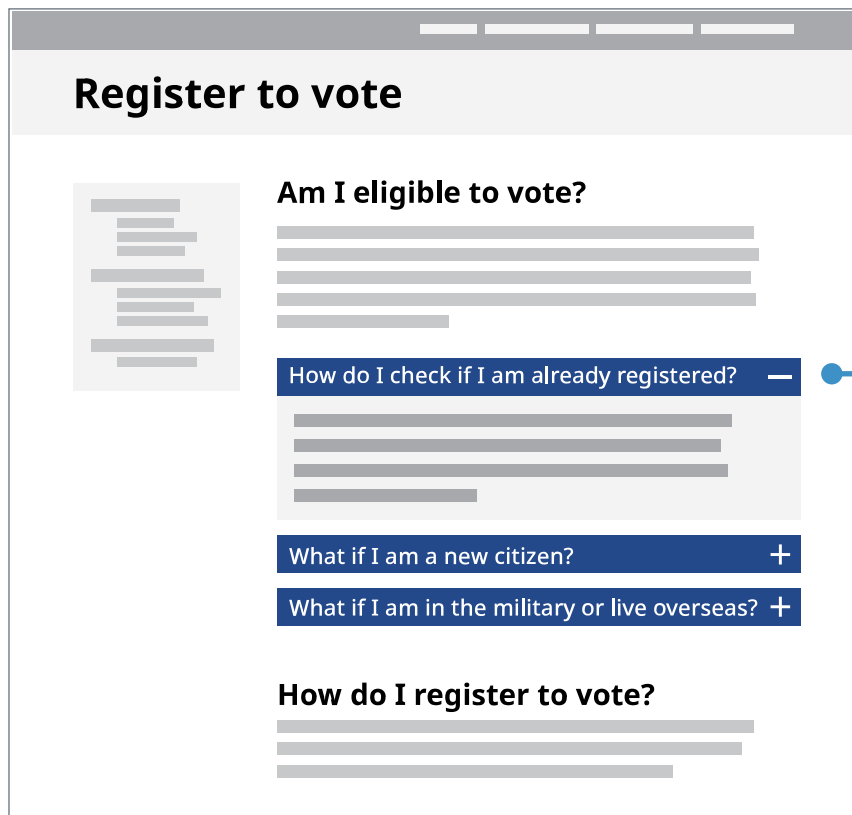 Register to vote
Am I eligible to vote?
How do I check if I am already registered?
What if I am a new citizen?
What if I am in the military or live overseas?
How do I register to vote?